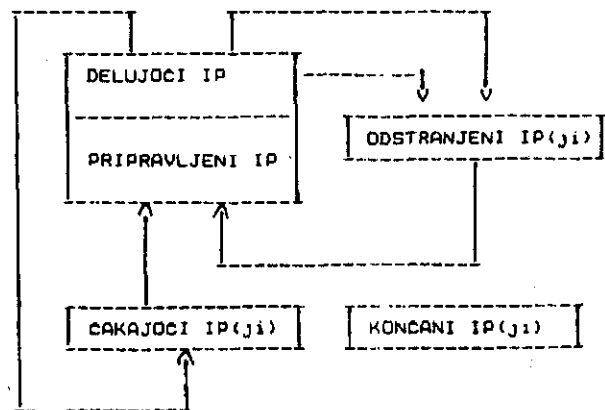 DELUJOCI IP
ODSTRANJENI IP(ji)
PRIPRAVLJENI IP
CAKAJOCI IP(ji)
KONCANI IP(ji)